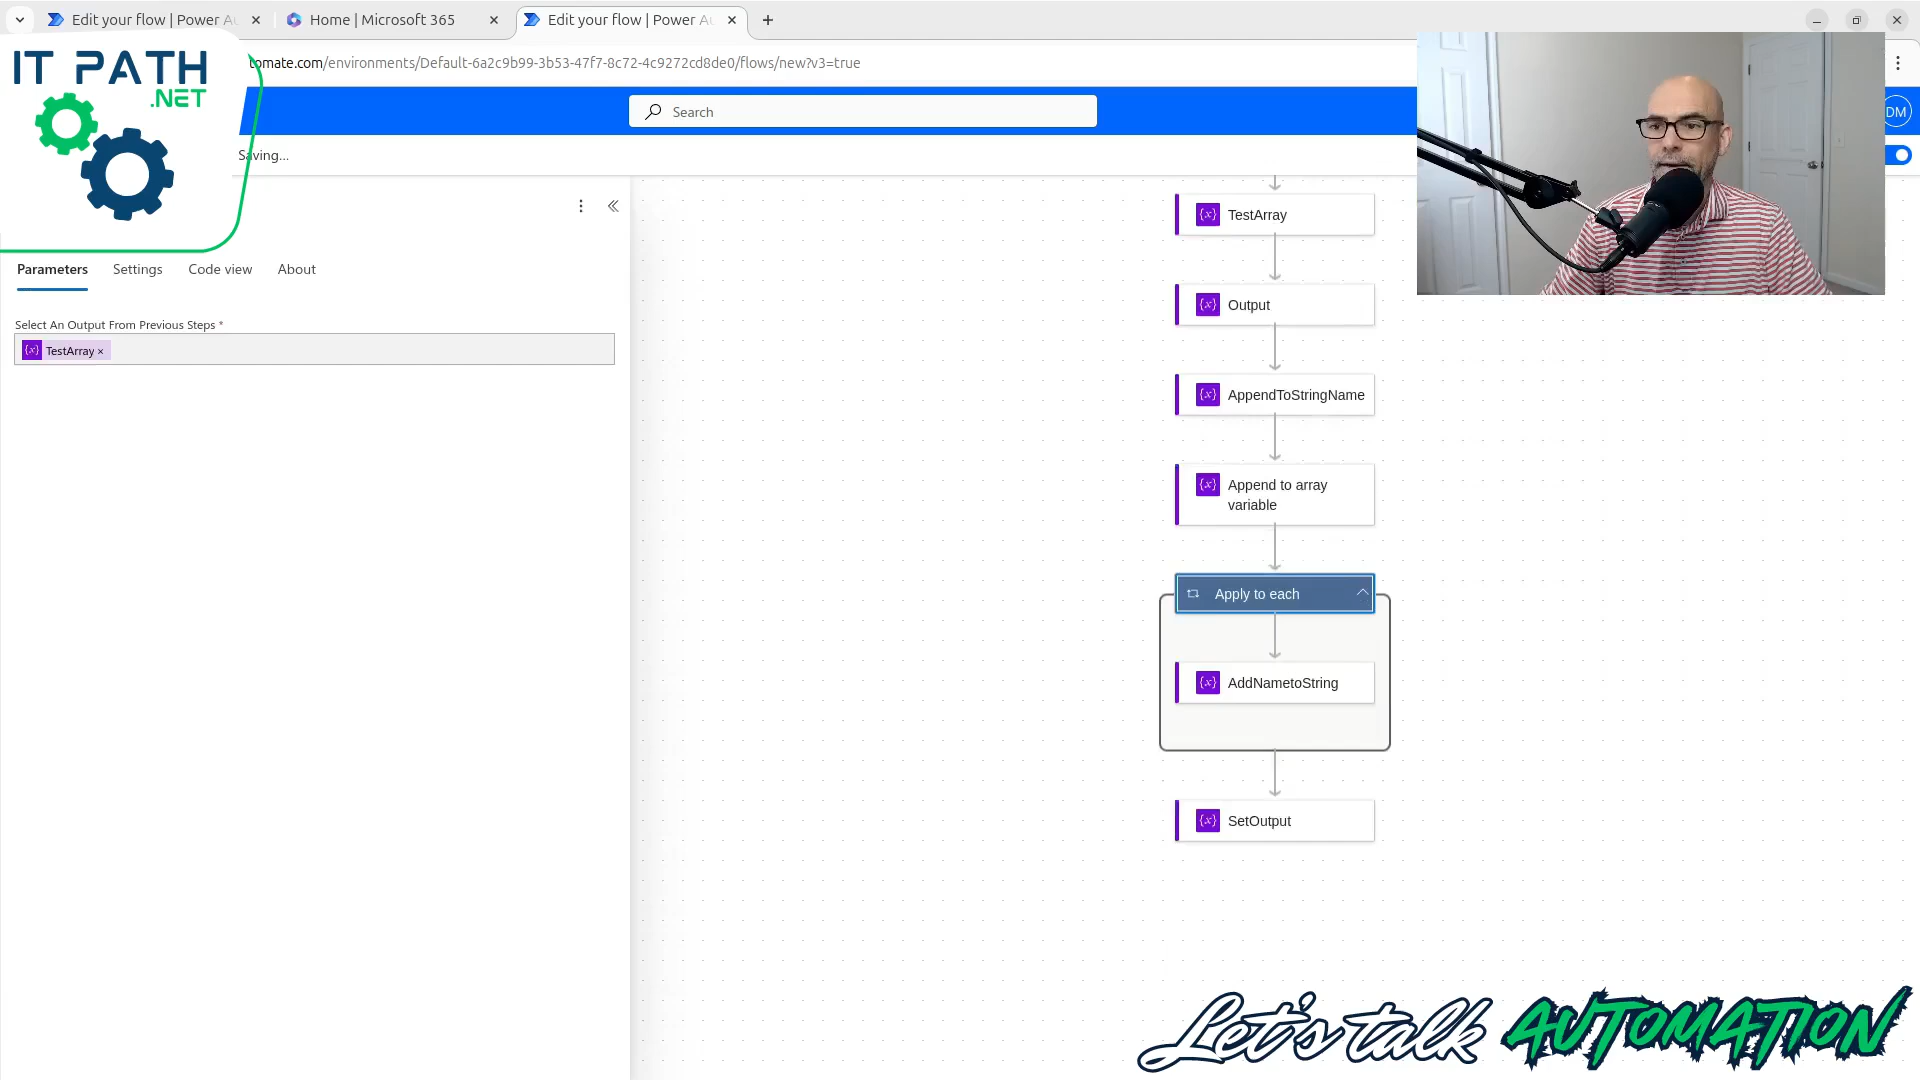 Edit your flow | Power Au
Home | Microsoft 365
Edit your flow | Power Au
IT PATH
.NET
tomate.com/environments/Default-6a2c9b99-3b53-47f7-8c72-4c9272cd8de0/flows/new?v3=true
Search
DM
Saving...
Parameters
Settings
Code view
About
Select An Output From Previous Steps *
{x} TestArray ×
{x} TestArray
{x} Output
{x} AppendToStringName
{x} Append to array
variable
Apply to each
{x} AddNametoString
{x} SetOutput
Let's talk AUTOMATION